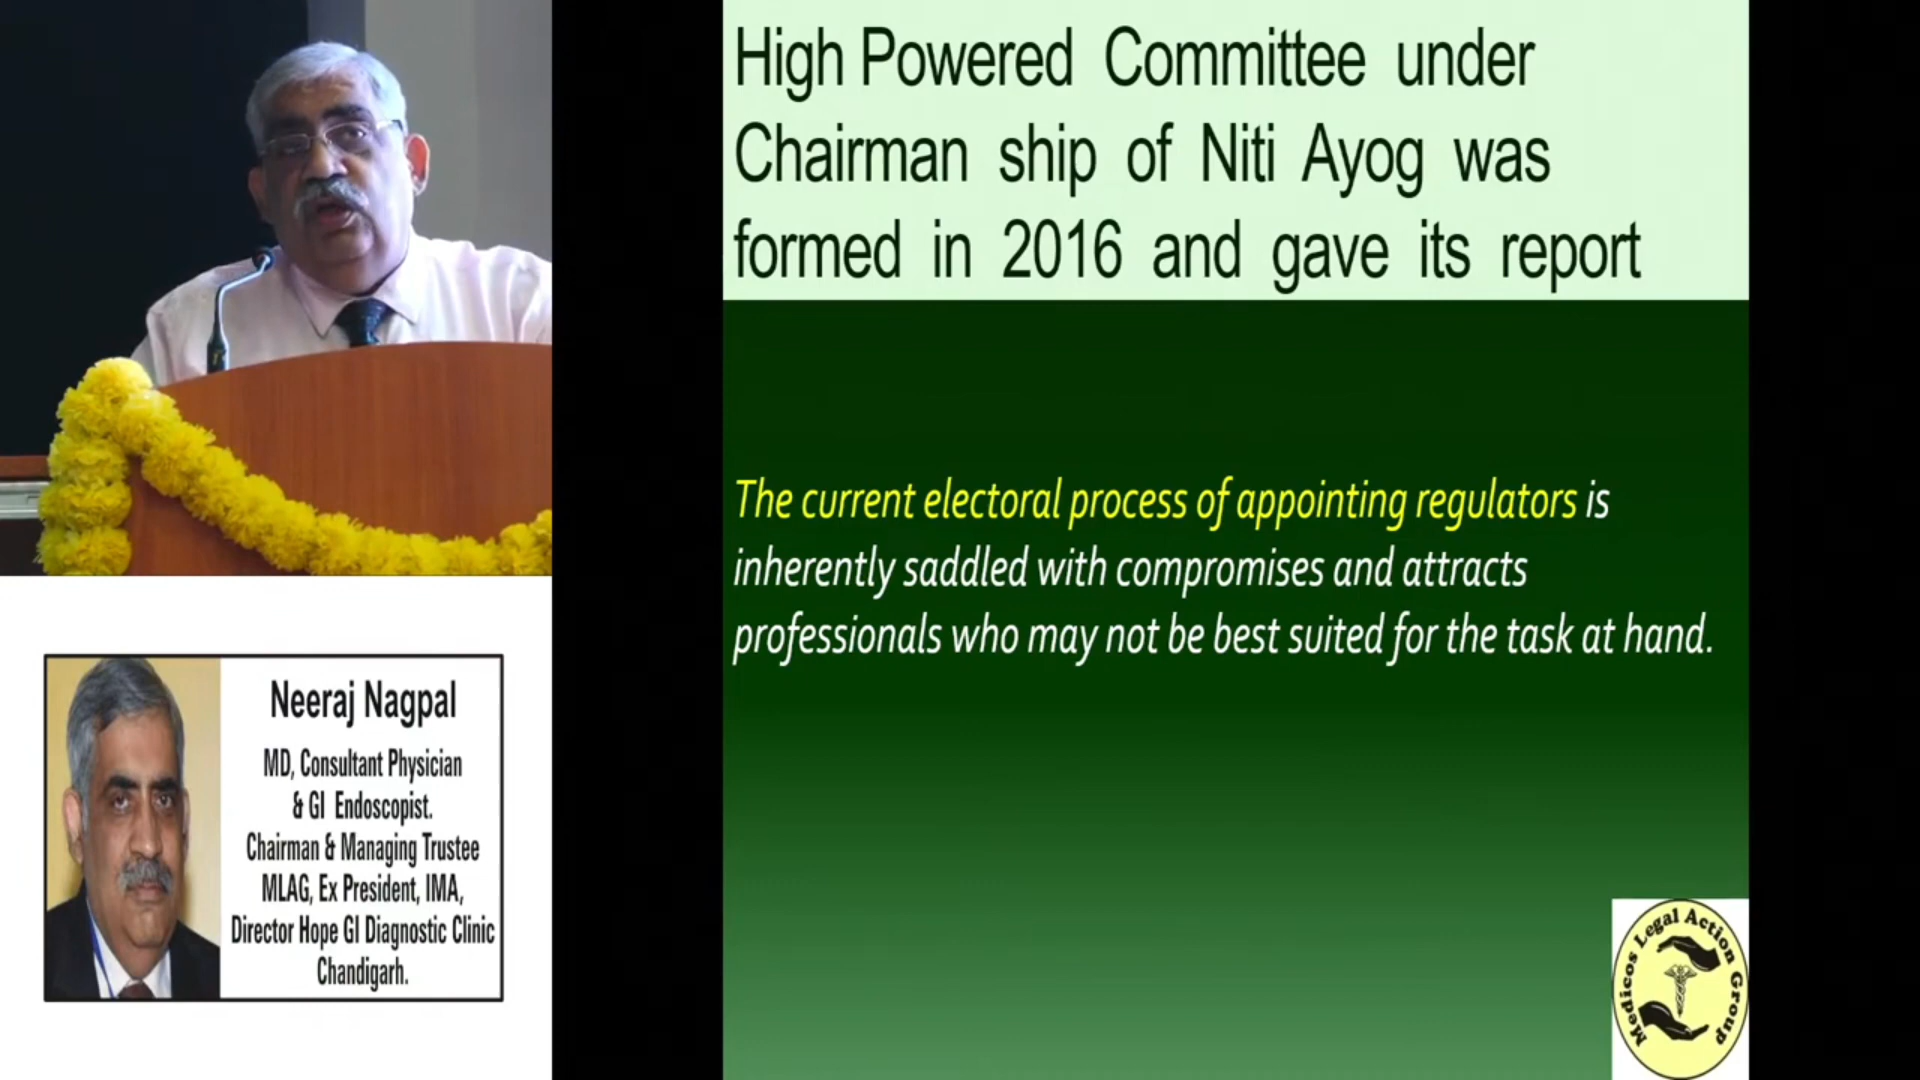 High Powered Committee under
Chairman ship of Niti Ayog was
formed in 2016 and gave its report
The current electoral process of appointing regulators is
inherently saddled with compromises and attracts
professionals who may not be best suited for the task at hand.
Neeraj Nagpal
MD, Consultant Physician
& GI Endoscopist.
Chairman & Managing Trustee
MLAG, Ex President, IMA,
Director Hope GI Diagnostic Clinic
Chandigarh.
Medicos Legal Action Group